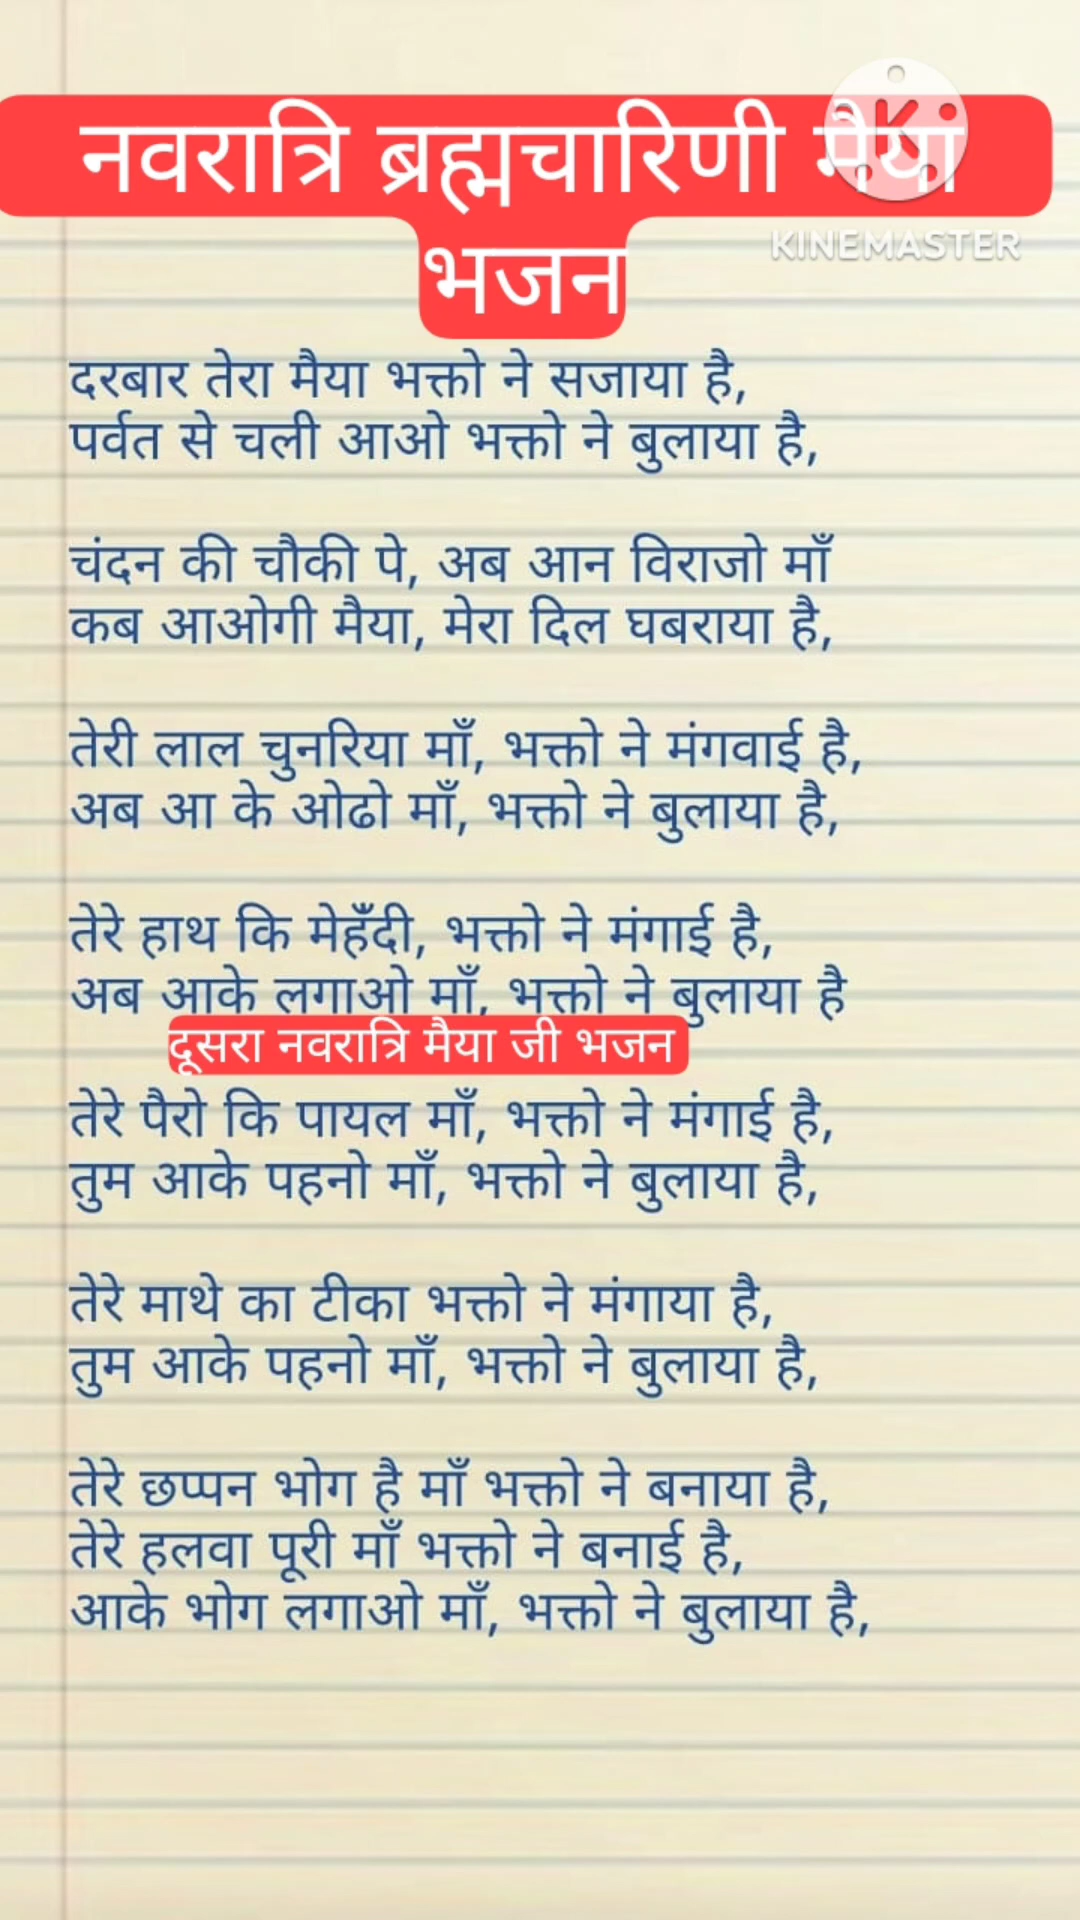 नवरात्रि ब्रह्मचारिणी मैया
भजन
KINEMASTER
दरबार तेरा मैया भक्तो ने सजाया है,
पर्वत से चली आओ भक्तो ने बुलाया है,
चंदन की चौकी पे, अब आन विराजो माँ
कब आओगी मैया, मेरा दिल घबराया है,
तेरी लाल चुनरिया माँ, भक्तो ने मंगवाई है,
अब आ के ओढो माँ, भक्तो ने बुलाया है,
तेरे हाथ कि मेहँदी, भक्तो ने मंगाई है,
अब आके लगाओ माँ, भक्तो ने बुलाया है
दूसरा नवरात्रि मैया जी भजन
तेरे पैरो कि पायल माँ, भक्तो ने मंगाई है,
तुम आके पहनो माँ, भक्तो ने बुलाया है,
तेरे माथे का टीका भक्तो ने मंगाया है,
तुम आके पहनो माँ, भक्तो ने बुलाया है,
तेरे छप्पन भोग है माँ भक्तो ने बनाया है,
तेरे हलवा पूरी माँ भक्तो ने बनाई है,
आके भोग लगाओ माँ, भक्तो ने बुलाया है,